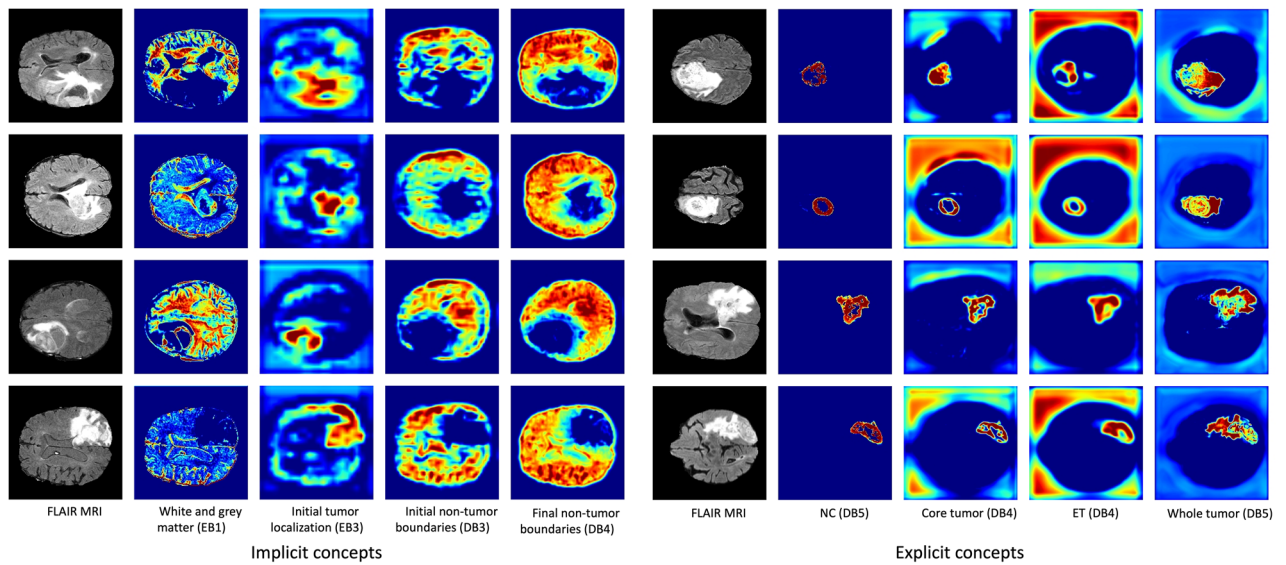 FLAIR MRI
White and grey
matter (EB1)
Initial tumor
localization (EB3)
Initial non-tumor
boundaries (DB3)
Final non-tumor
boundaries (DB4)
Implicit concepts
FLAIR MRI
NC (DB5)
Core tumor (DB4)
ET (DB4)
Whole tumor (DB5)
Explicit concepts